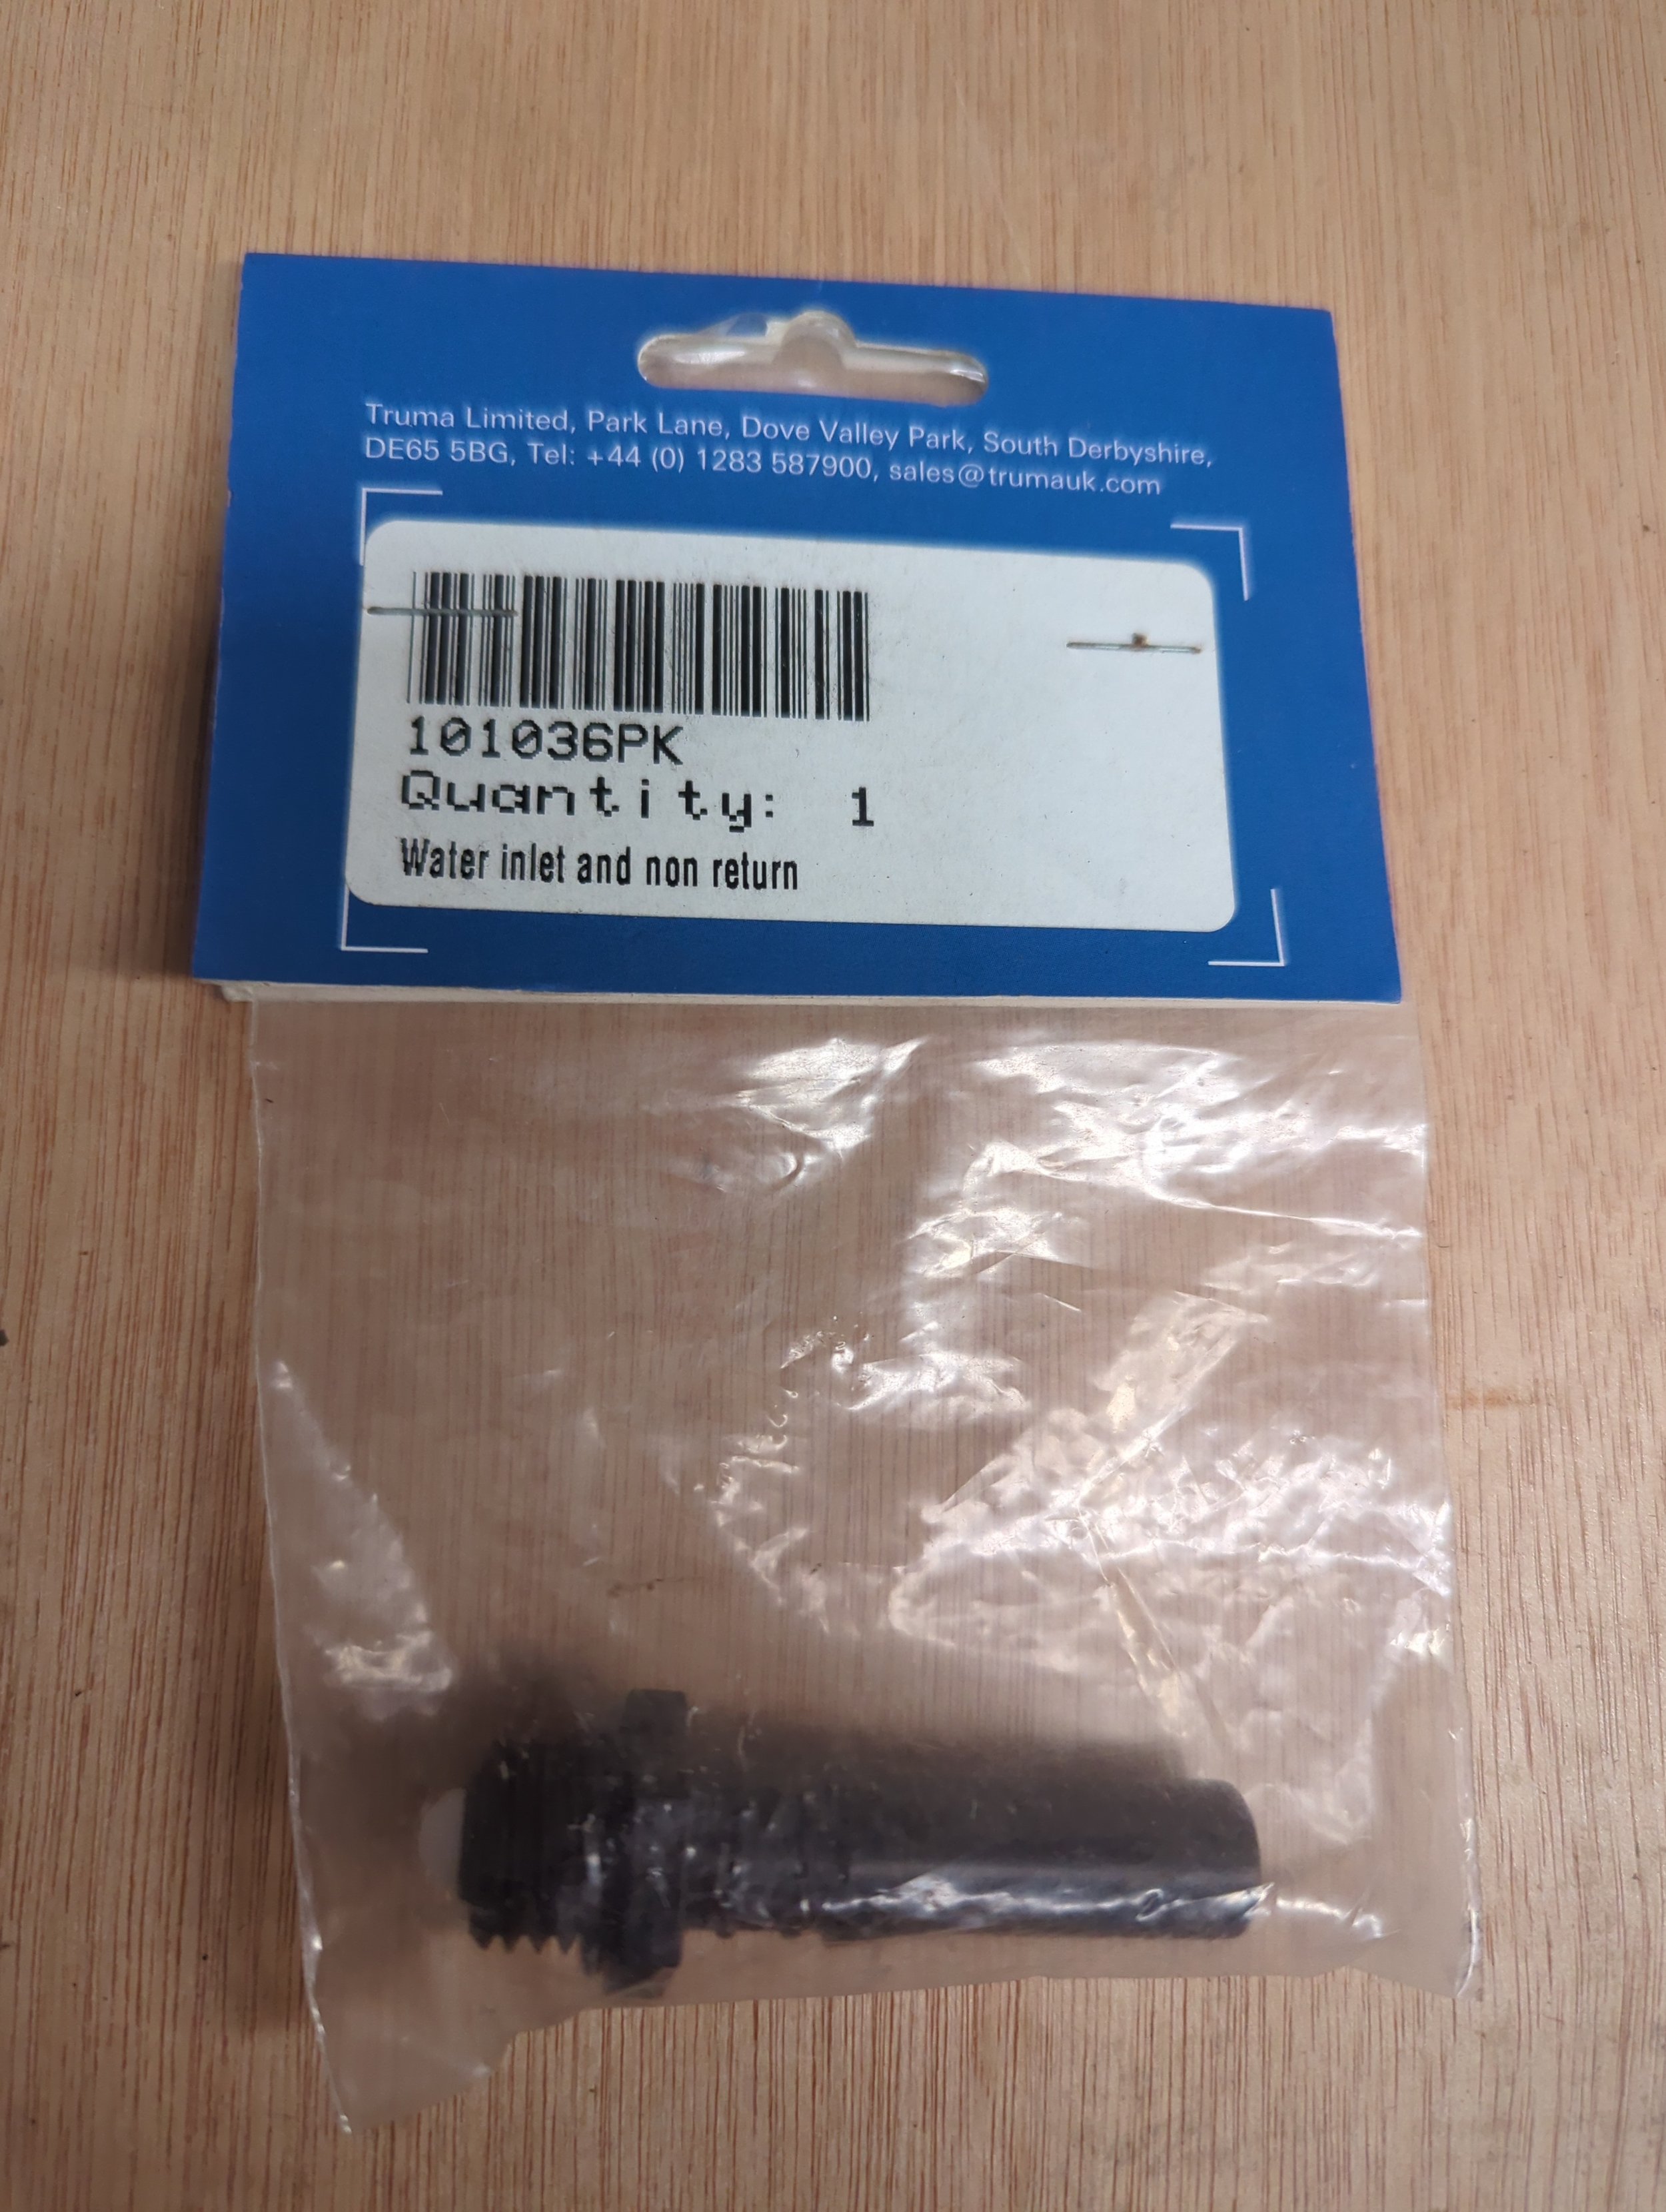 Truma Limited, Park Lane, Dove Valley Park, South Derbyshire,
DE65 5BG, Tel: +44 (0) 1283 587900, sales@trumauk.com
101036PK
Quantity: 1
Water inlet and non return